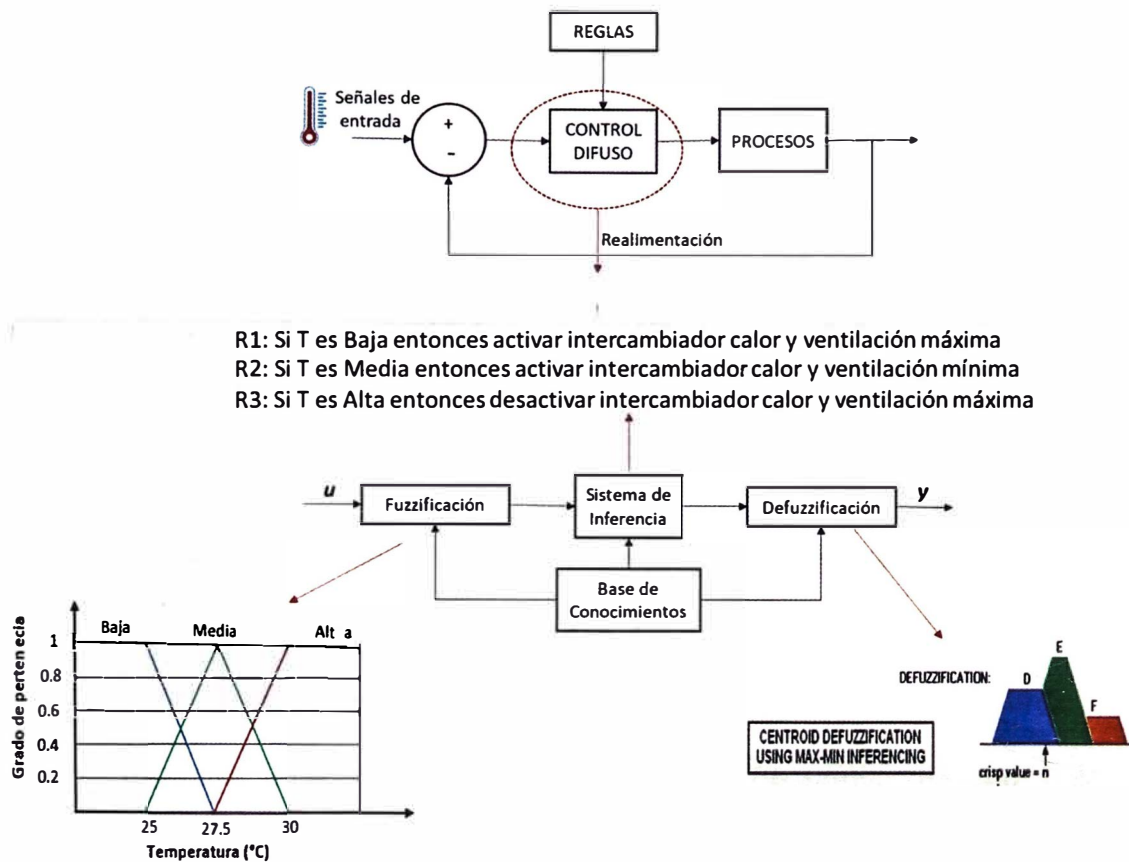 REGLAS
Señales de
entrada
+
-
CONTROL
DIFUSO
PROCESOS
Realimentación
R1: Si T es Baja entonces activar intercambiador calor y ventilación máxima
R2: Si T es Media entonces activar intercambiador calor y ventilación mínima
R3: Si T es Alta entonces desactivar intercambiador calor y ventilación máxima
u
Fuzzificación
Sistema de
Inferencia
Defuzzificación
y
Base de
Conocimientos
Baja
Media
Alt a
1
0.8
0.6
0.4
0.2
Grado de perten ecia
25
27.5
30
Temperatura (°C)
DEFUZZIFICATION:
D
E
F
CENTROID DEFUZZIFICATION
USING MAX-MIN INFERENCING
crisp value = n